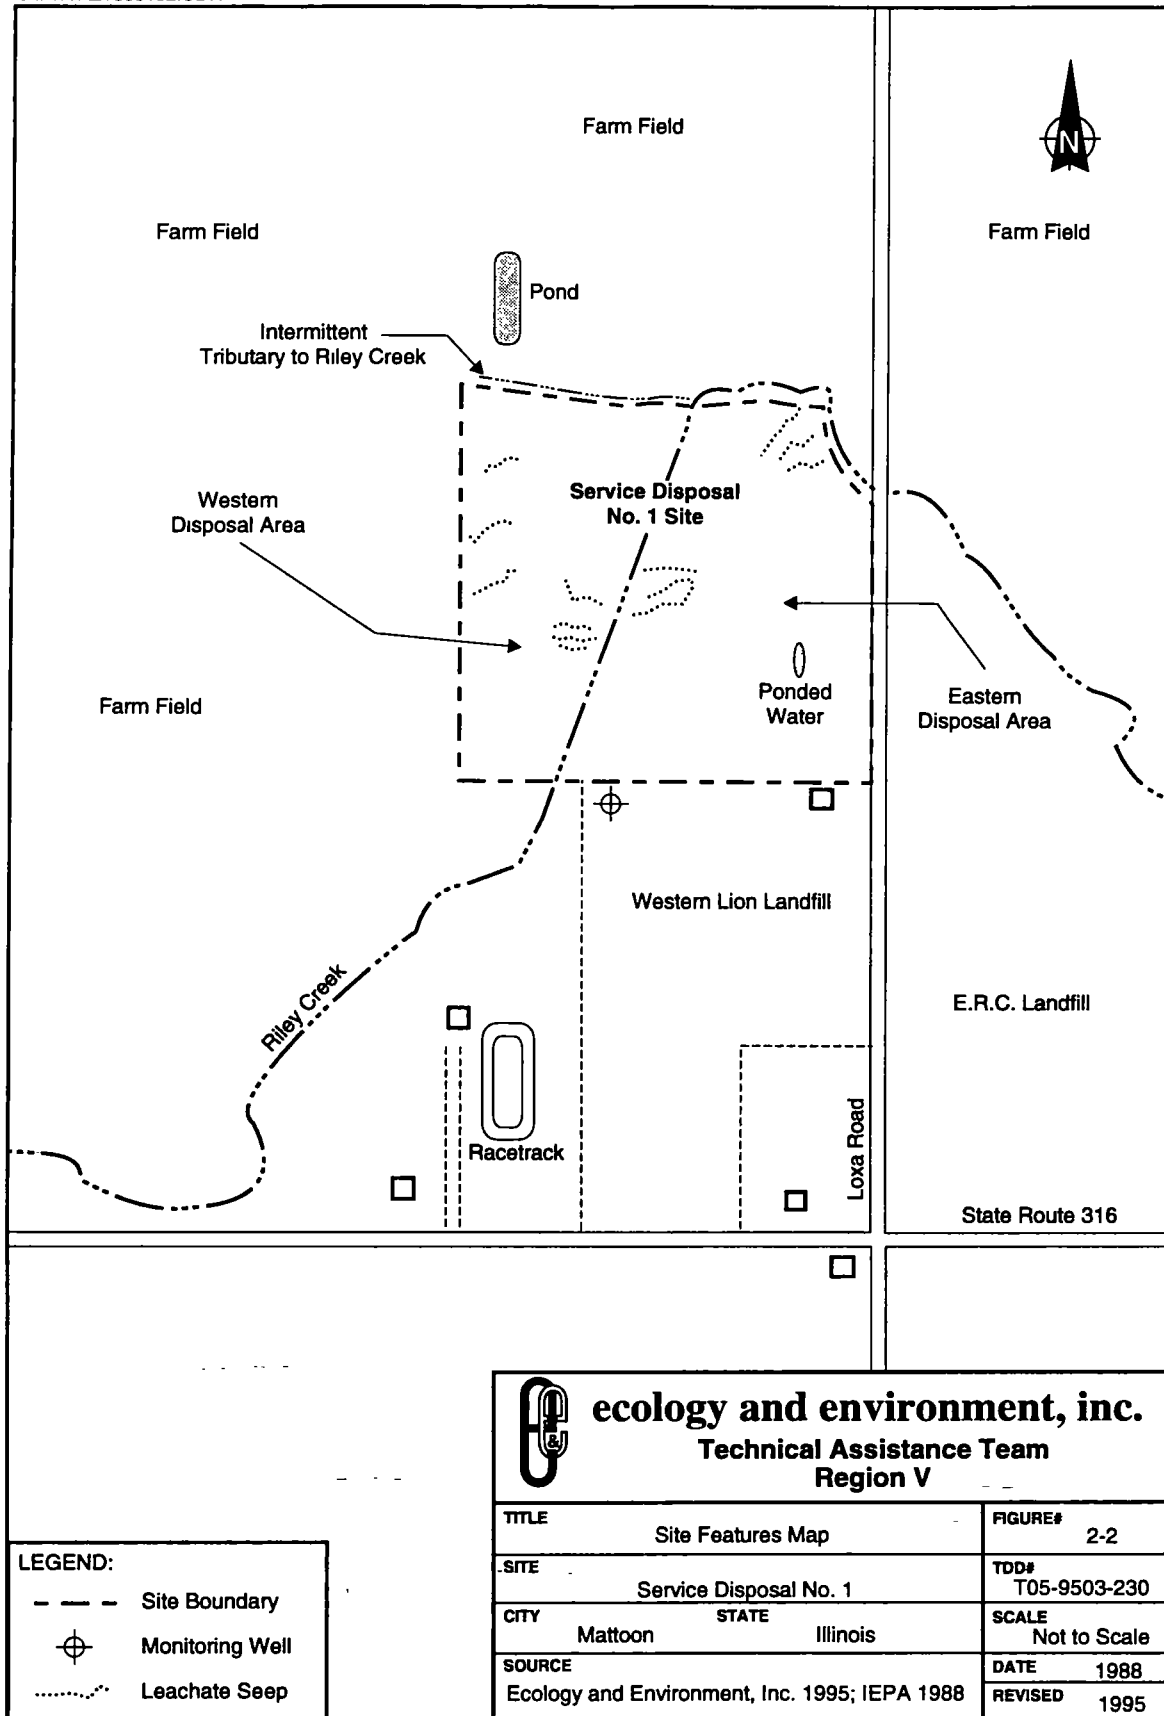 Farm Field
N
Farm Field
Farm Field
Pond
Intermittent
Tributary to Riley Creek
Western
Disposal Area
Service Disposal
No. 1 Site
Farm Field
Ponded
Water
Eastern
Disposal Area
Western Lion Landfill
Riley Creek
E.R.C. Landfill
Racetrack
Loxa Road
State Route 316
ecology and environment, inc.
Technical Assistance Team
Region V
TITLE
Site Features Map
FIGURE#
2-2
SITE
Service Disposal No. 1
TDD#
T05-9503-230
CITY
Mattoon
STATE
Illinois
SCALE
Not to Scale
SOURCE
Ecology and Environment, Inc. 1995; IEPA 1988
DATE
1988
REVISED
1995
LEGEND:
Site Boundary
Monitoring Well
Leachate Seep